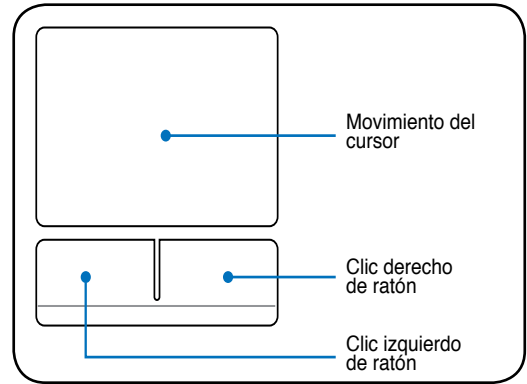 Movimiento del
cursor
Clic derecho
de ratón
Clic izquierdo
de ratón